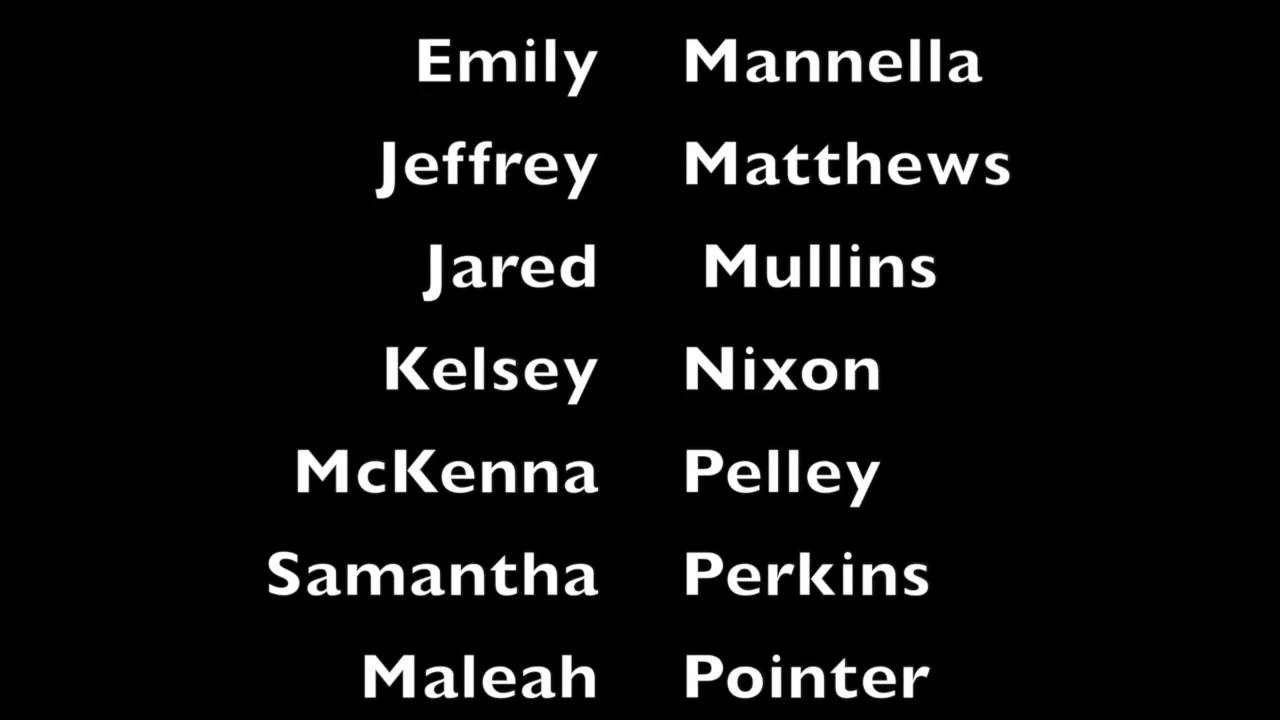 Emily Mannella
Jeffrey Matthews
Jared Mullins
Kelsey Nixon
McKenna Pelley
Samantha Perkins
Maleah Pointer